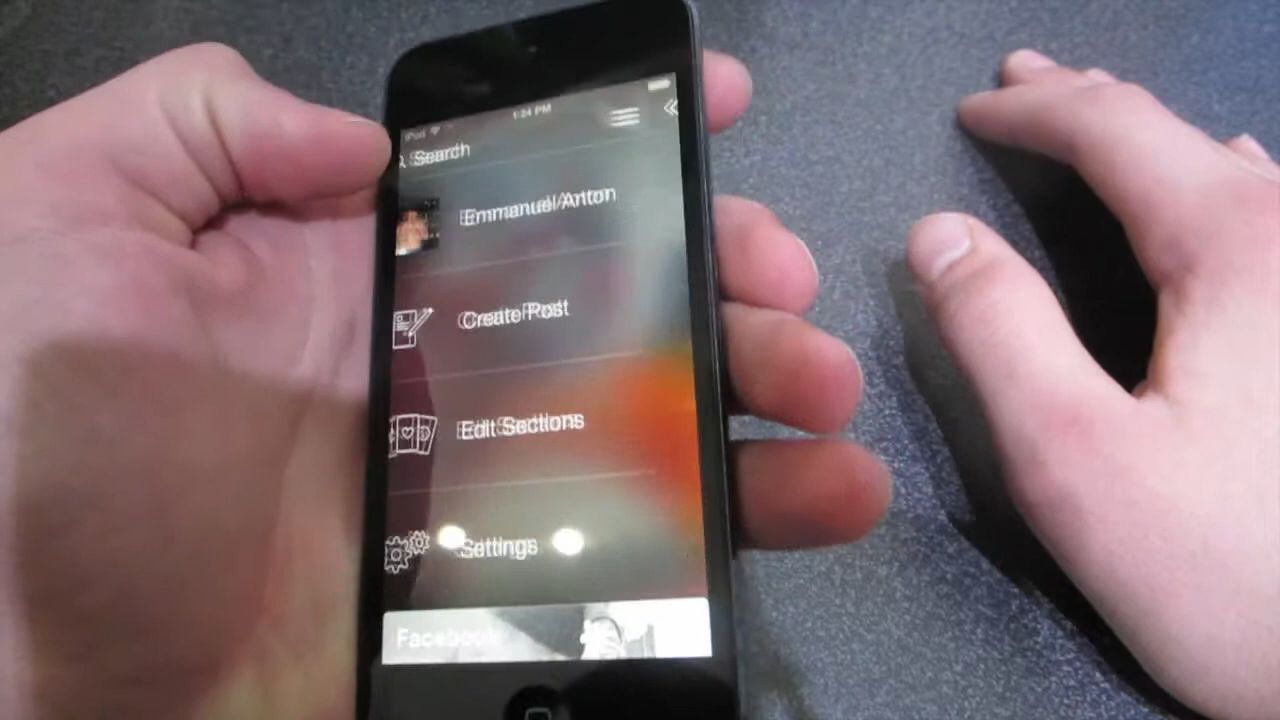 iPod 1:24 PM
Search
Emmanuel Anton
Create Post
Edit Sections
Settings
Facebook